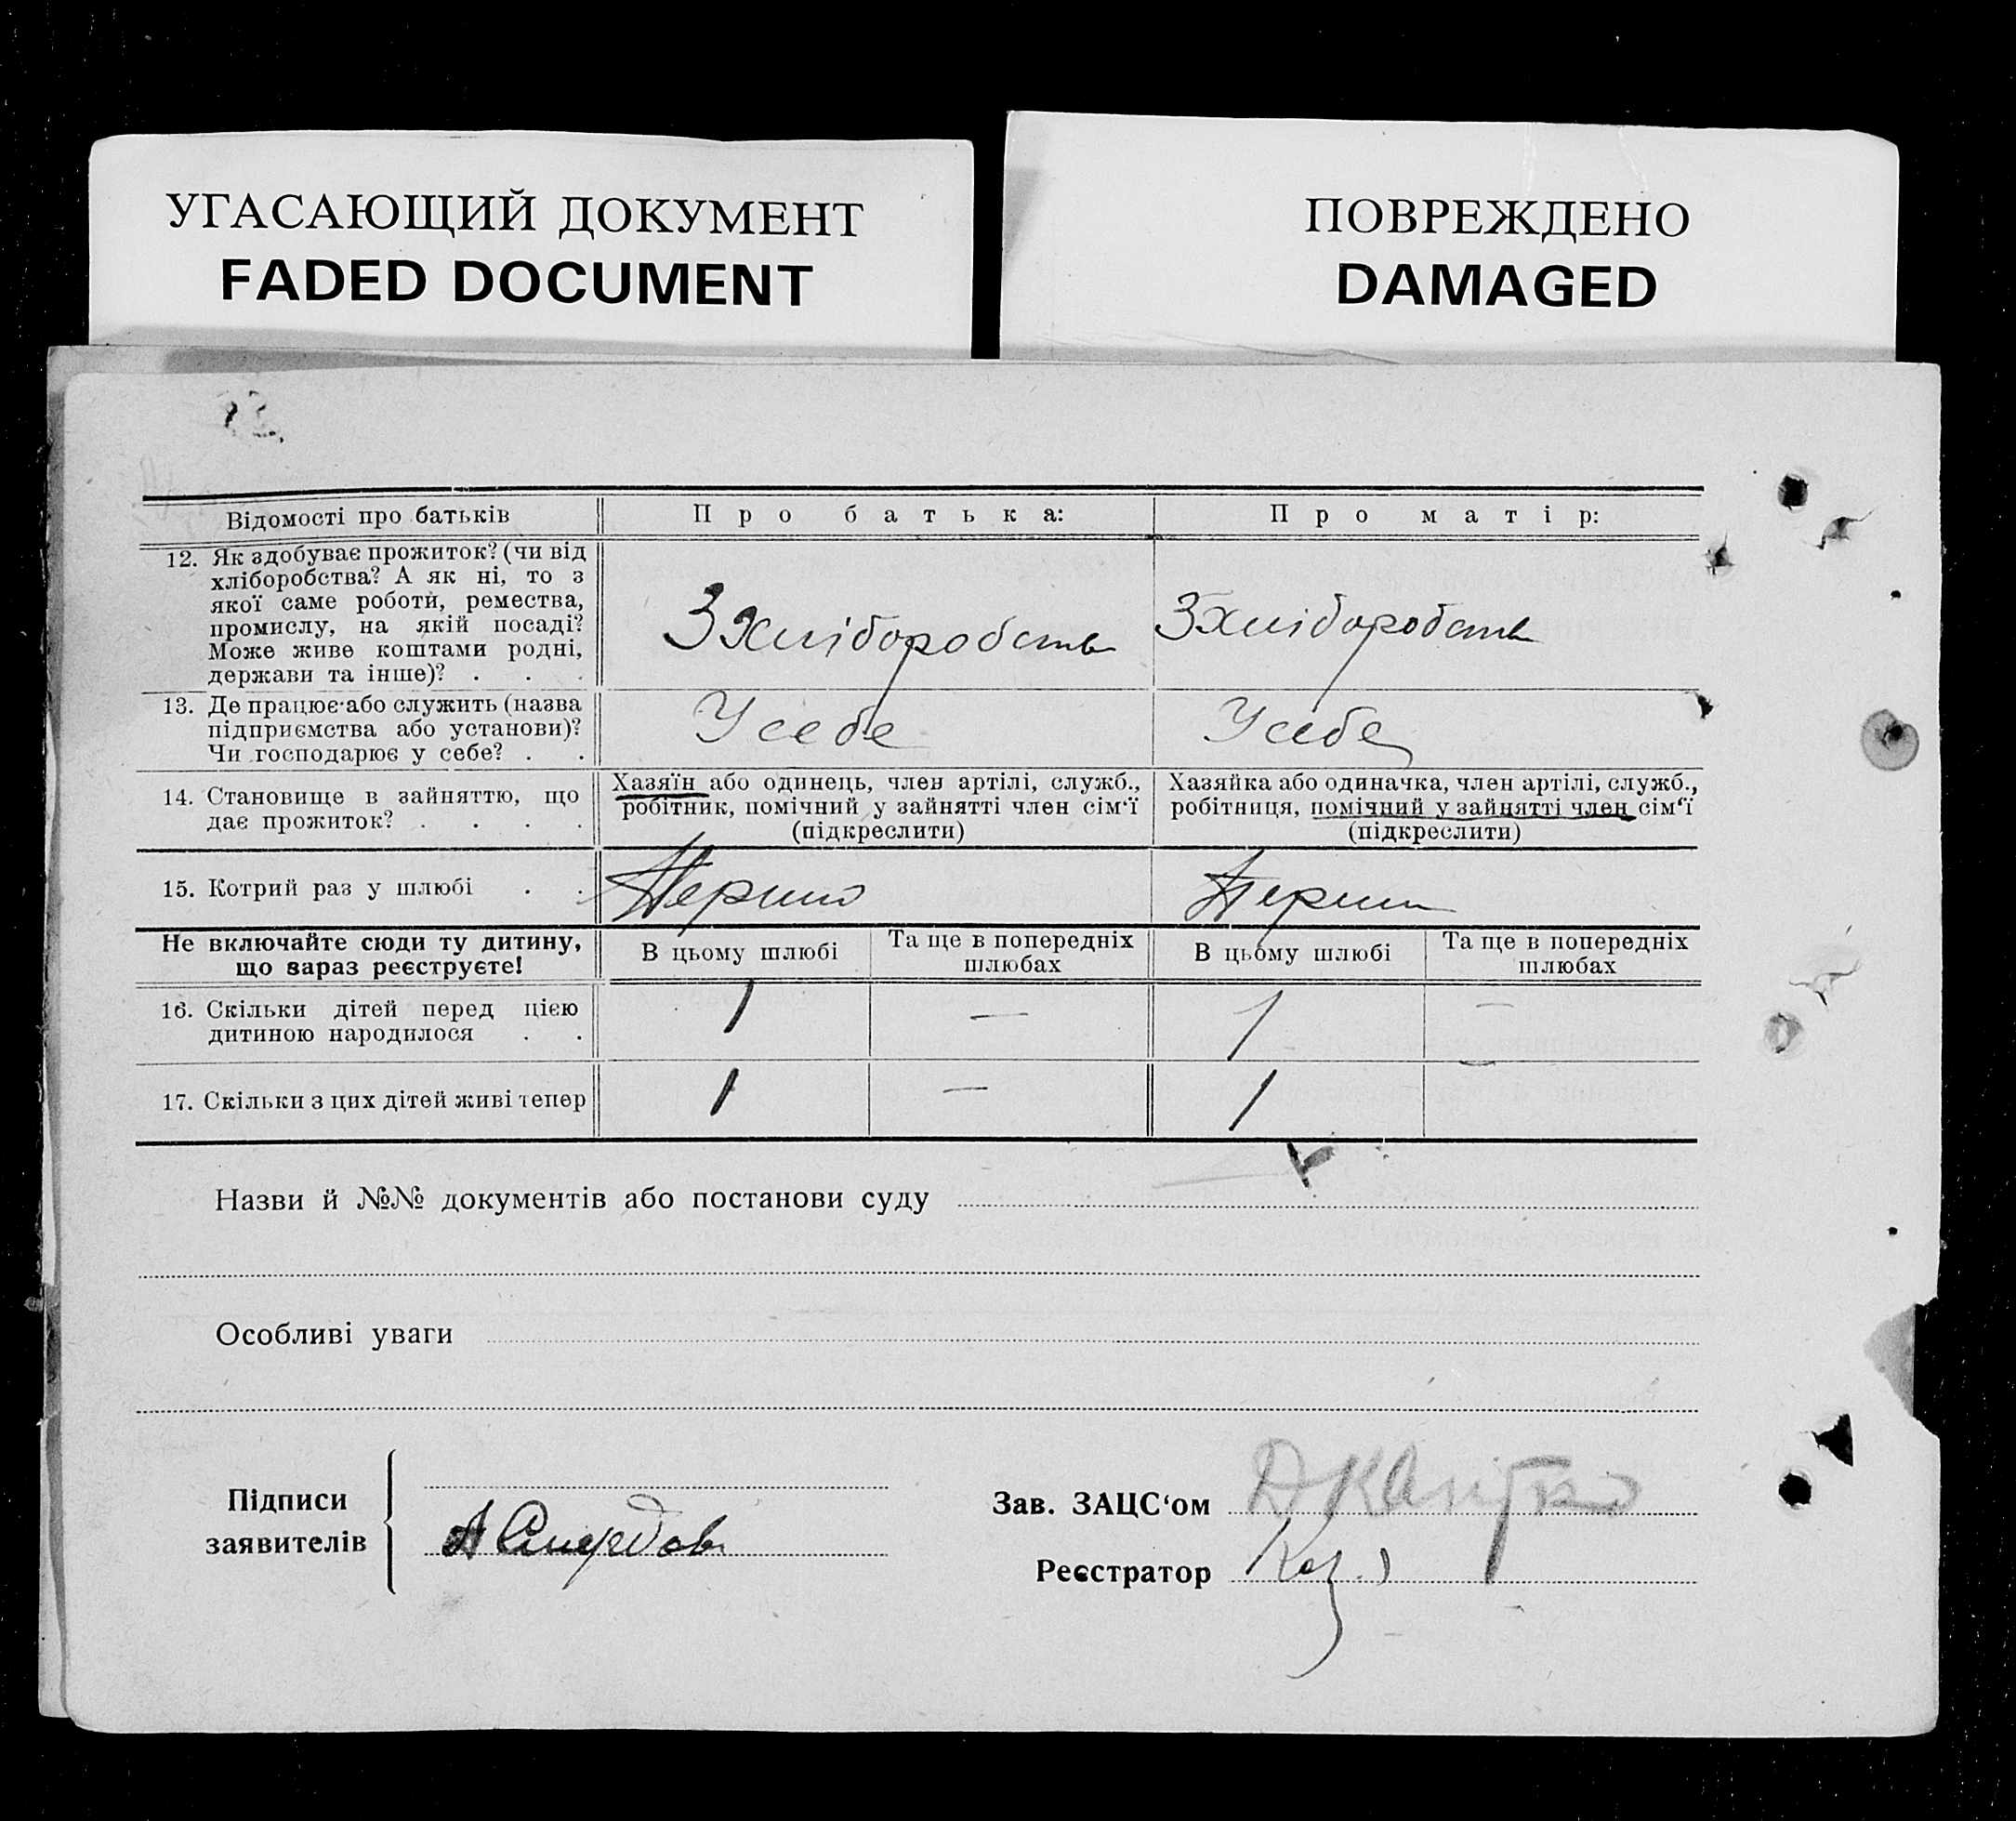 УГАСАЮЩИЙ ДОКУМЕНТ
FADED DOCUMENT
ПОВРЕЖДЕНО
DAMAGED
Відомості про батьків
Про батька:
Про матір:
12. Як здобуває прожиток? (чи від
хліборобства? А як ні, то з
якої саме роботи, ремества,
промислу, на якій посаді?
Може живе коштами родні,
держави та інше)? . . .
З Хліборобств
З хліборобств
13. Де працює або служить (назва
підприємства або установи)?
Чи господарює у себе? . .
У себе
У себе
14. Становище в зайняттю, що
дає прожиток? . . . .
Хазяїн або одинець, член артілі, служб.,
робітник, помічний у зайнятті член сім‘ї
(підкреслити)
Хазяйка або одиначка, член артілі, служб.,
робітниця, помічний у зайнятті член сім‘ї
(підкреслити)
15. Котрий раз у шлюбі . .
Перши
Перши
Не включайте сюди ту дитину,
що зараз реєструєте!
В цьому шлюбі
Та ще в попередніх
шлюбах
В цьому шлюбі
Та ще в попередніх
шлюбах
16. Скільки дітей перед цією
дитиною народилося . .
1 — 1 —
17. Скільки з цих дітей живі тепер
1 — 1 —
Назви й №№ документів або постанови суду
Особливі уваги
Підписи
заявителів
А Смердов
Зав. ЗАЦС‘ом
Реєстратор